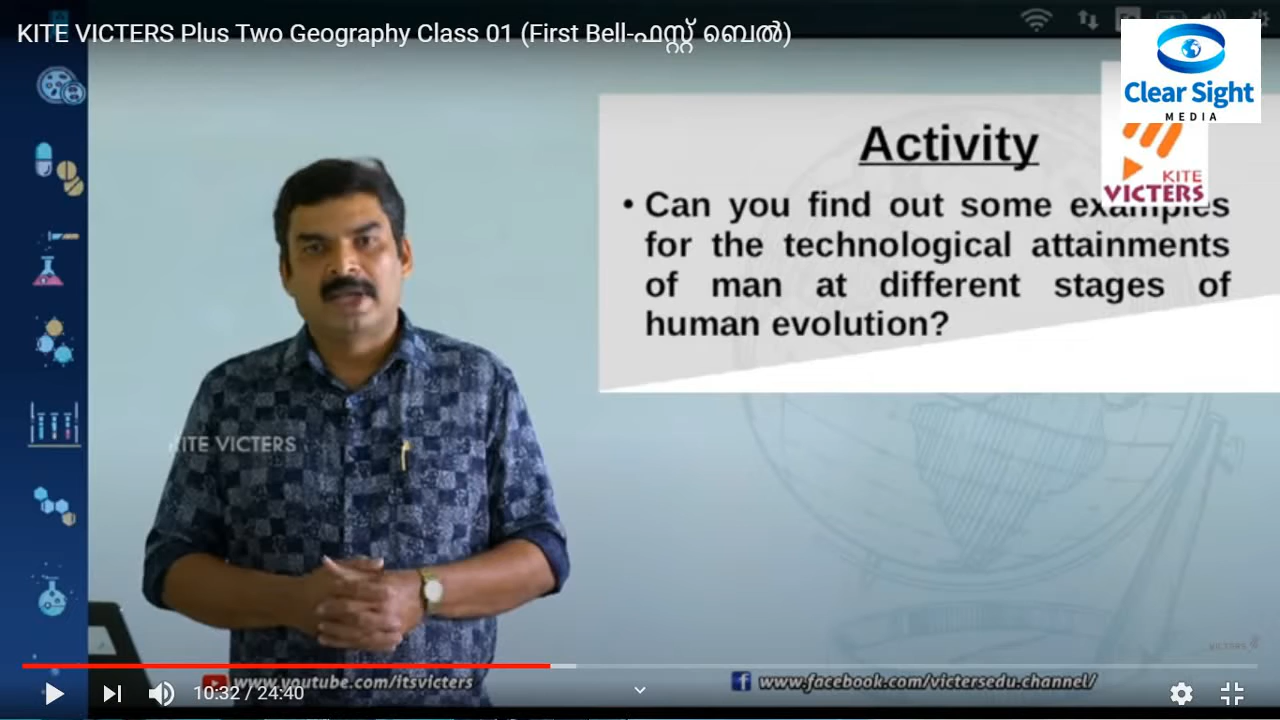 KITE VICTERS Plus Two Geography Class 01 (First Bell-ഫസ്റ്റ് ബെൽ)
Clear Sight
MEDIA
KITE
VICTERS
Activity
• Can you find out some examples
for the technological attainments
of man at different stages of
human evolution?
KITE VICTERS
VICTERS
www.youtube.com/itsvicters
www.facebook.com/victersedu.channel/
10:32 / 24:40